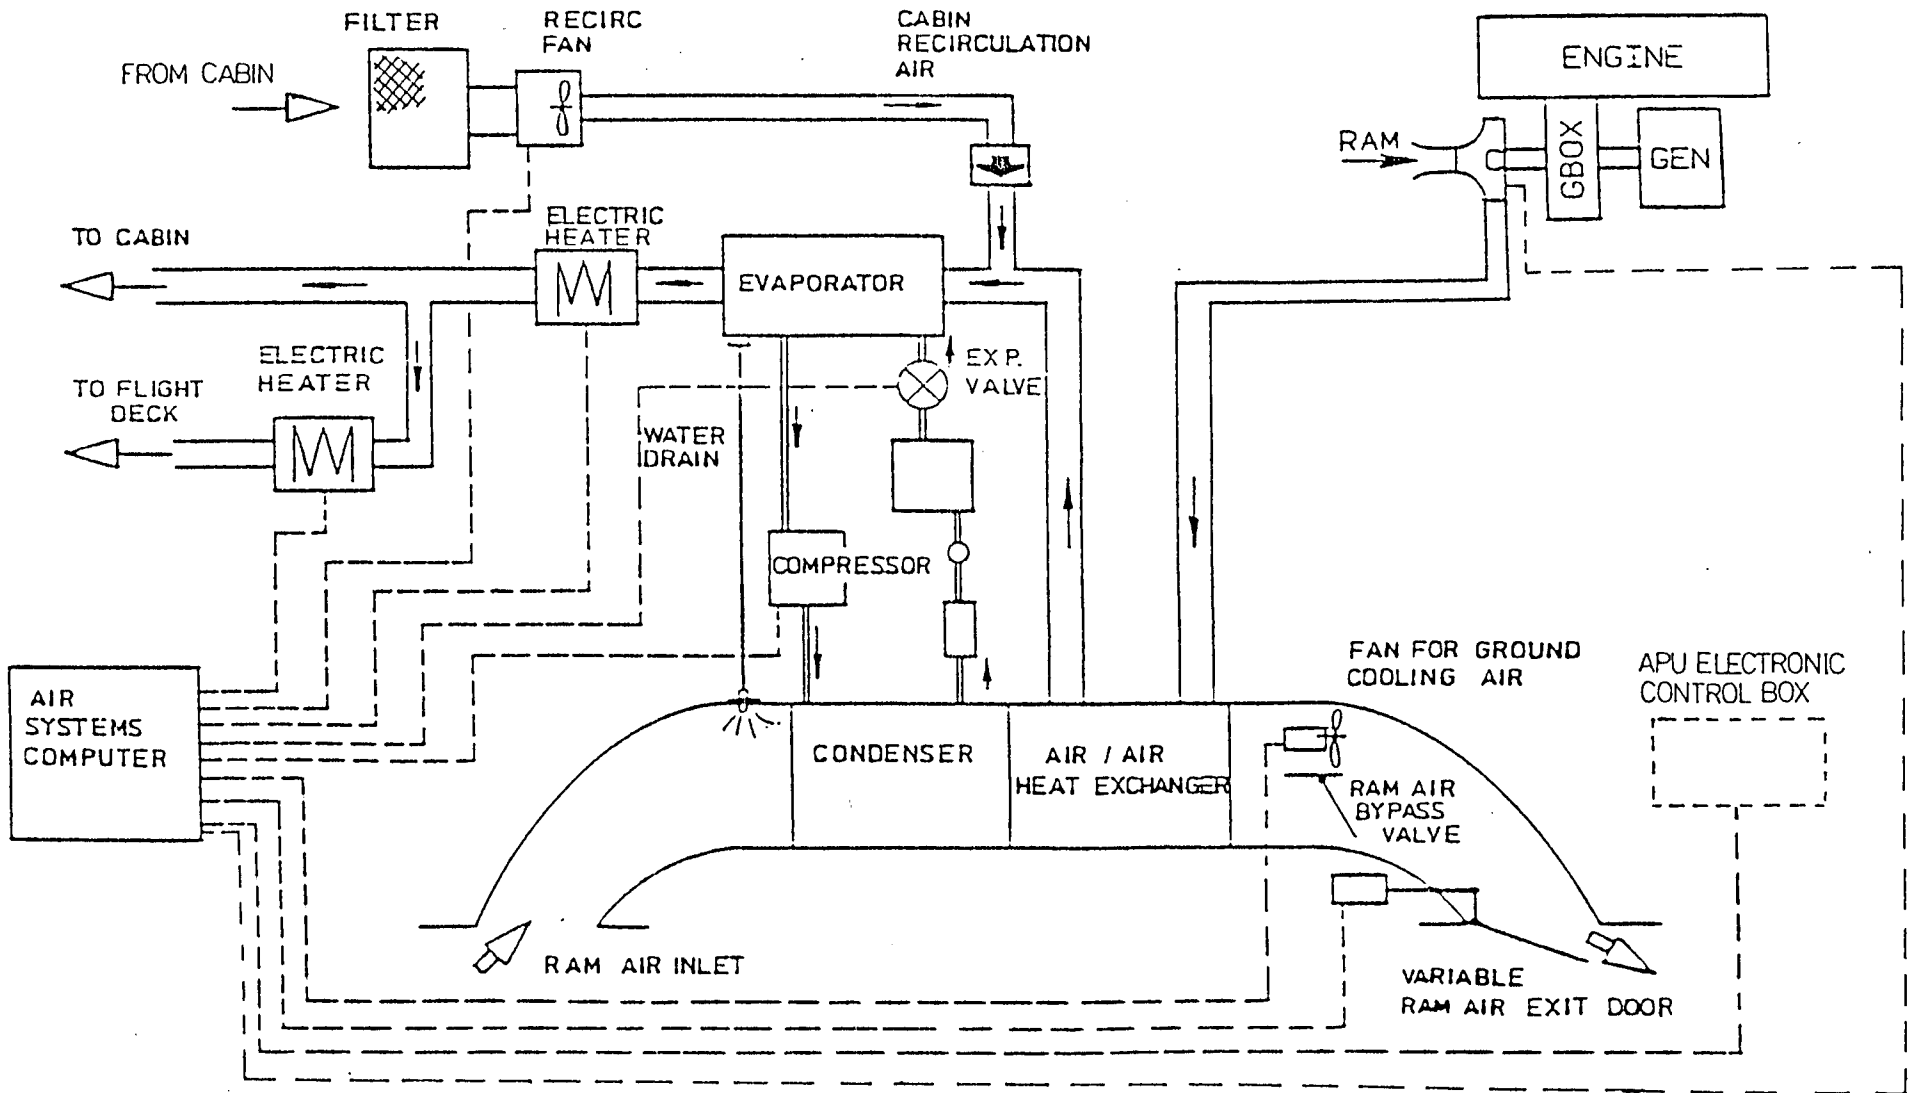 FILTER
RECIRC
FAN
CABIN
RECIRCULATION
AIR
ENGINE
FROM CABIN
RAM
GBOX
GEN
TO CABIN
ELECTRIC
HEATER
EVAPORATOR
ELECTRIC
HEATER
EXP.
VALVE
TO FLIGHT
DECK
WATER
DRAIN
COMPRESSOR
FAN FOR GROUND
COOLING AIR
APU ELECTRONIC
CONTROL BOX
AIR
SYSTEMS
COMPUTER
CONDENSER
AIR / AIR
HEAT EXCHANGER
RAM AIR
BYPASS
VALVE
RAM AIR INLET
VARIABLE
RAM AIR EXIT DOOR